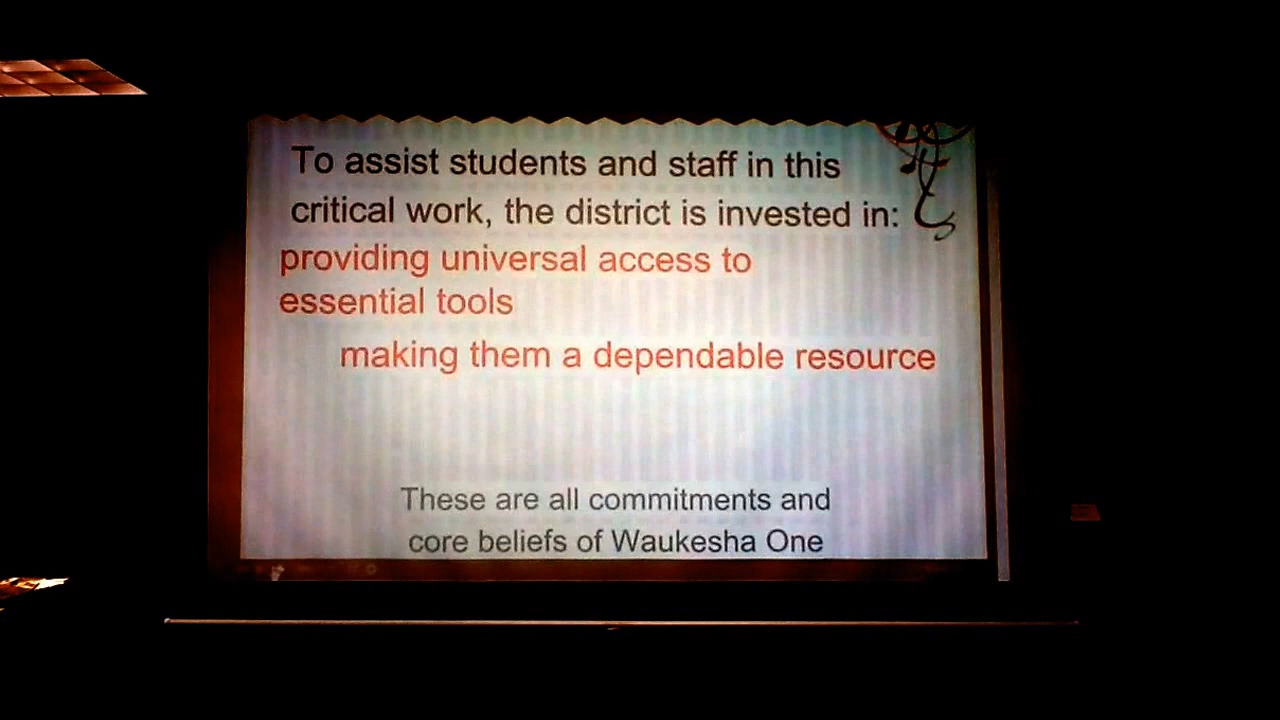 To assist students and staff in this
critical work, the district is invested in:
providing universal access to
essential tools
making them a dependable resource
These are all commitments and
core beliefs of Waukesha One